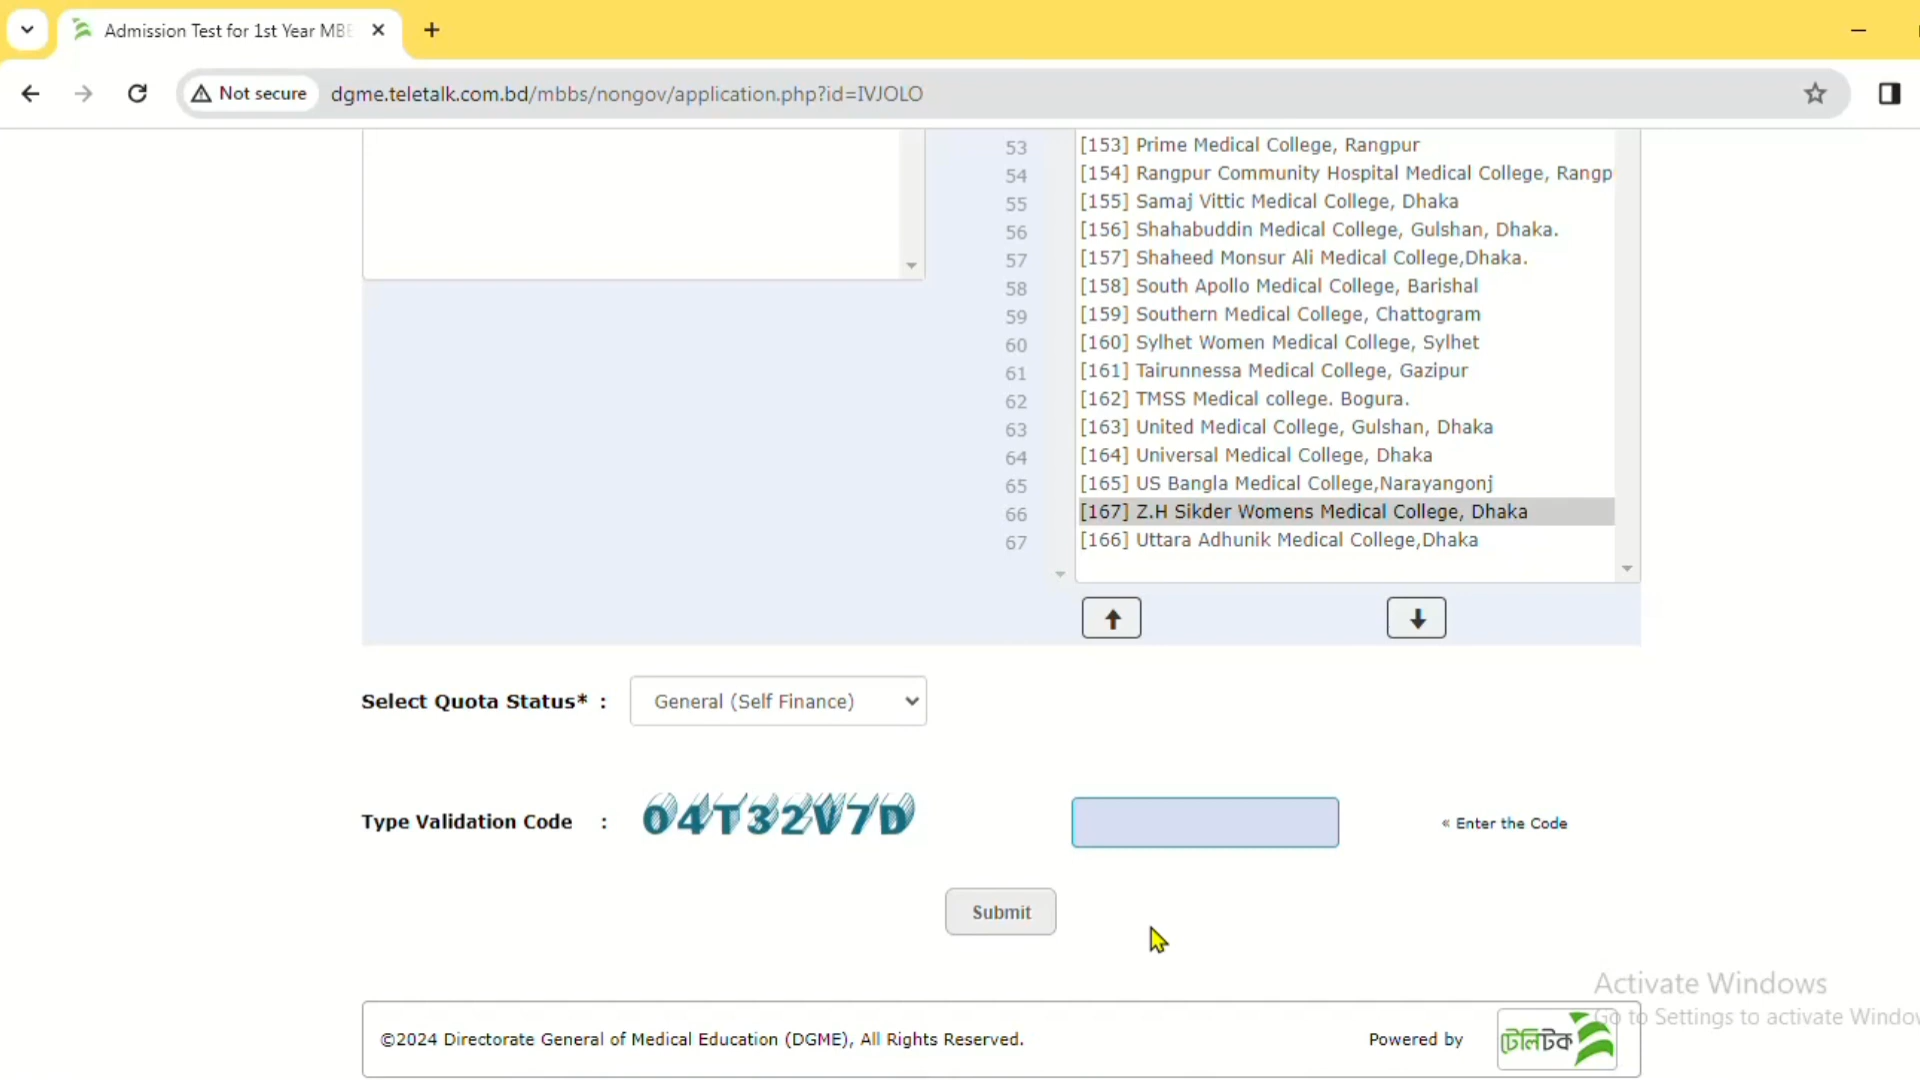 Admission Test for 1st Year MBB
Not secure
dgme.teletalk.com.bd/mbbs/nongov/application.php?id=IVJOLO
53 [153] Prime Medical College, Rangpur
54 [154] Rangpur Community Hospital Medical College, Rangp
55 [155] Samaj Vittic Medical College, Dhaka
56 [156] Shahabuddin Medical College, Gulshan, Dhaka.
57 [157] Shaheed Monsur Ali Medical College,Dhaka.
58 [158] South Apollo Medical College, Barishal
59 [159] Southern Medical College, Chattogram
60 [160] Sylhet Women Medical College, Sylhet
61 [161] Tairunnessa Medical College, Gazipur
62 [162] TMSS Medical college. Bogura.
63 [163] United Medical College, Gulshan, Dhaka
64 [164] Universal Medical College, Dhaka
65 [165] US Bangla Medical College,Narayangonj
66 [167] Z.H Sikder Womens Medical College, Dhaka
67 [166] Uttara Adhunik Medical College,Dhaka
Select Quota Status* : General (Self Finance)
Type Validation Code : 04T32V7D « Enter the Code
Submit
Activate Windows
Go to Settings to activate Window
©2024 Directorate General of Medical Education (DGME), All Rights Reserved. Powered by টেলিটক